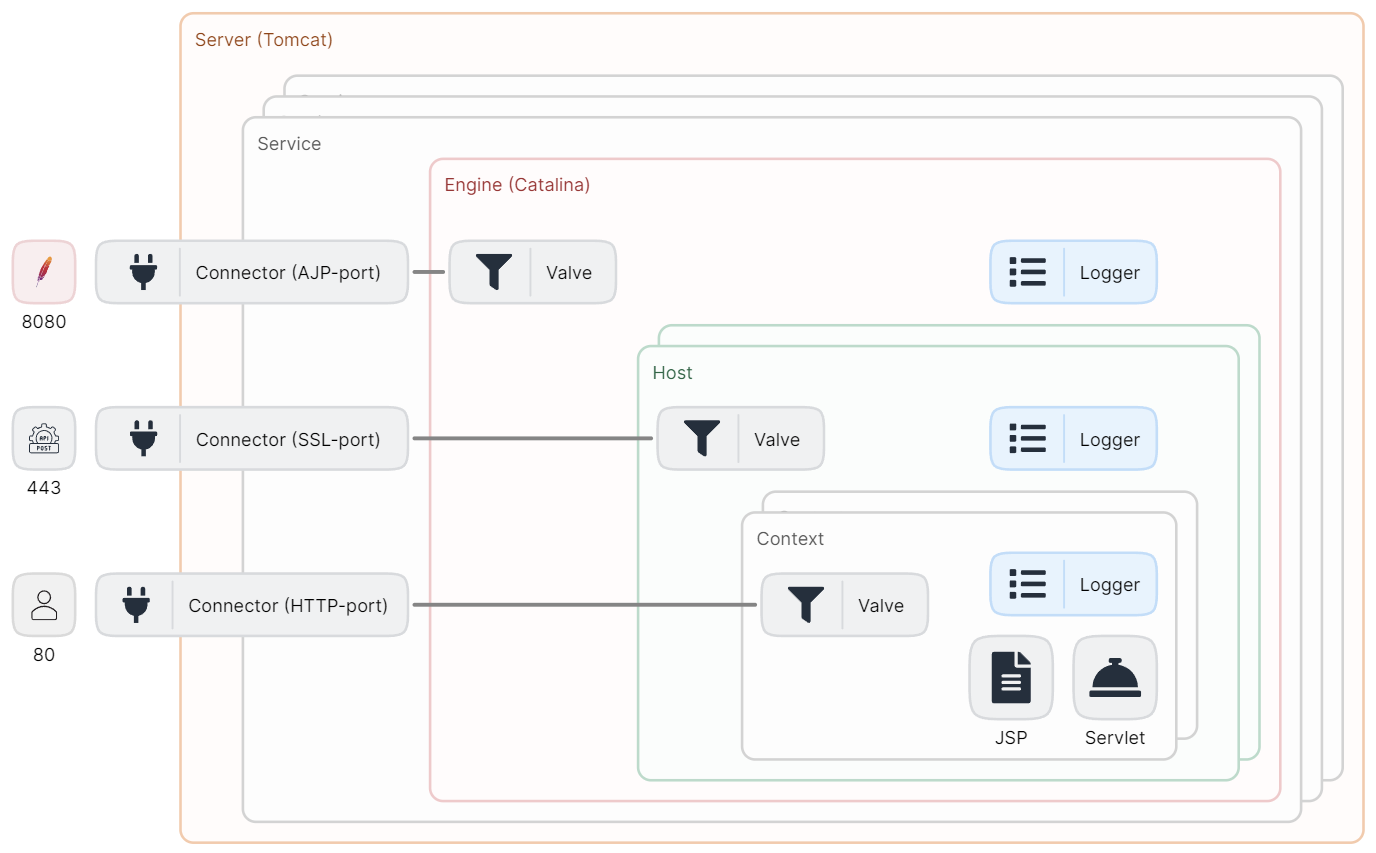 Server (Tomcat)
Service
Engine (Catalina)
Connector (AJP-port)
Valve
Logger
8080
Host
API
POST
Connector (SSL-port)
Valve
Logger
443
Context
Connector (HTTP-port)
Valve
Logger
80
JSP
Servlet